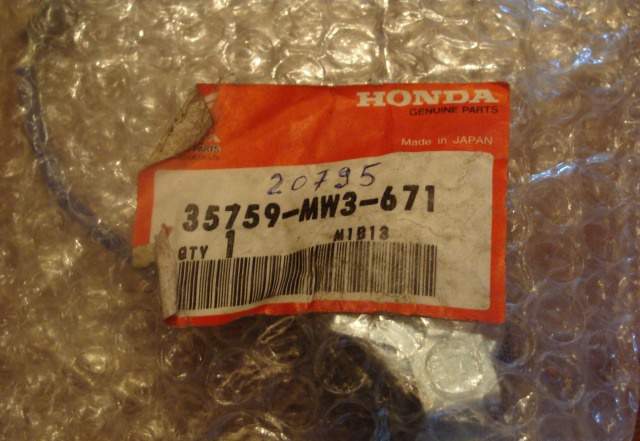 HONDA
GENUINE PARTS
Made in JAPAN
20795
35759-MW3-671
QTY 1 M1B13